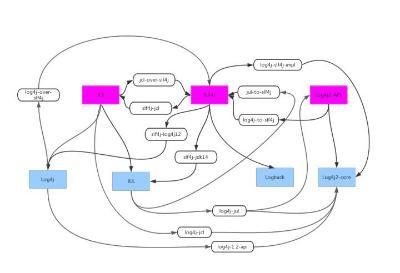 log4j-slf4j-impl
jcl-over-slf4j
jul-to-slf4j
log4j-over-
slf4j
JCL
Slf4j
Log4j2-API
slf4j-jcl
log4j-to-slf4j
slf4j-log4j12
slf4j-jdk14
Log4j
JUL
Logback
Log4j2-core
log4j-jul
log4j-jcl
log4j-1.2-api